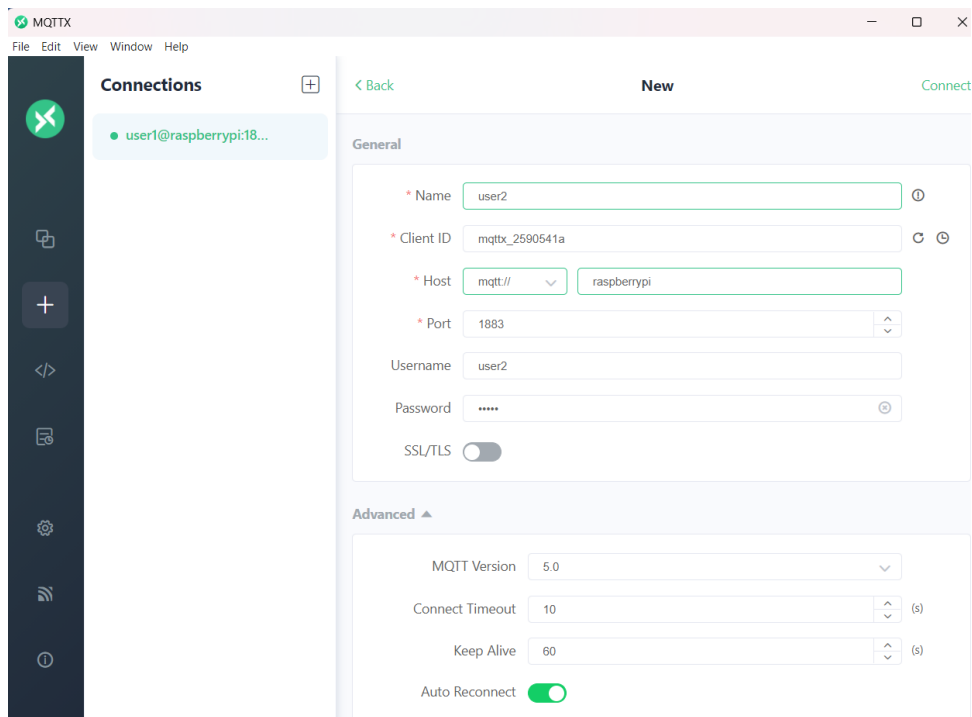 MQTTX
File Edit View Window Help
Connections
< Back
New
Connect
user1@raspberrypi:18...
General
* Name
user2
* Client ID
mqttx_2590541a
* Host
mqtt://
raspberrypi
* Port
1883
Username
user2
Password
•••••
SSL/TLS
Advanced
MQTT Version
5.0
Connect Timeout
10
(s)
Keep Alive
60
(s)
Auto Reconnect